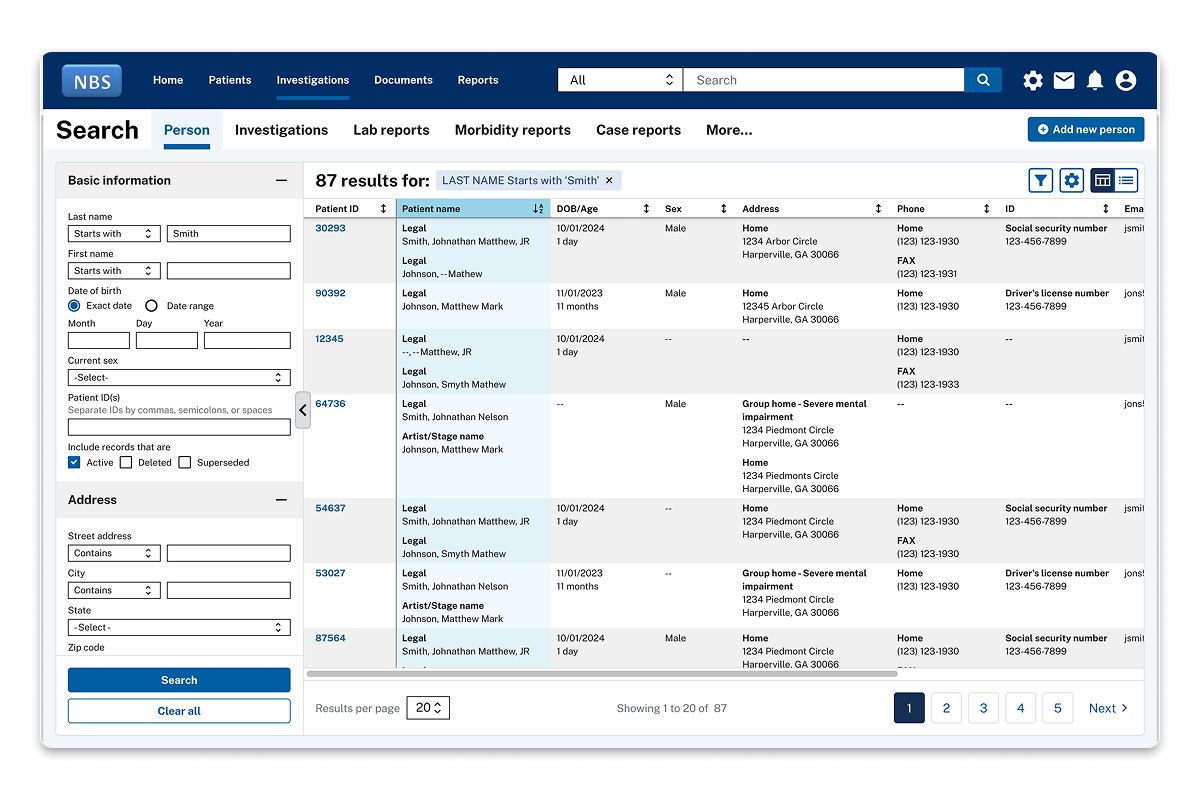 NBS
Home Patients Investigations Documents Reports
All Search
Search Person Investigations Lab reports Morbidity reports Case reports More...
Add new person
Basic information
Last name
Starts with Smith
First name
Starts with
Date of birth
Exact date Date range
Month Day Year
Current sex
-Select-
Patient ID(s)
Separate IDs by commas, semicolons, or spaces
Include records that are
Active Deleted Superseded
Address
Street address
Contains
City
Contains
State
-Select-
Zip code
Search
Clear all
87 results for: LAST NAME Starts with 'Smith' ×
Patient ID Patient name DOB/Age Sex Address Phone ID Ema
30293 Legal 10/01/2024 Male Home Home Social security number jsmit
Smith, Johnathan Matthew, JR 1 day 1234 Arbor Circle (123) 123-1930 123-456-7899
Harperville, GA 30066
Legal FAX
Johnson, -- Mathew (123) 123-1931
90392 Legal 11/01/2023 Male Home Home Driver's license number jons
Johnson, Matthew Mark 11 months 12345 Arbor Circle (123) 123-1930 123-456-7899
Harperville, GA 30066
12345 Legal 10/01/2024 -- -- Home -- jsmit
--, -- Matthew, JR 1 day (123) 123-1930
Legal FAX
Johnson, Smyth Mathew (123) 123-1933
64736 Legal -- Male Group home - Severe mental -- -- jons
Smith, Johnathan Nelson impairment
1234 Piedmont Circle
Artist/Stage name Harperville, GA 30066
Johnson, Matthew Mark
Home
1234 Piedmonts Circle
Harperville, GA 30066
54637 Legal 10/01/2024 -- Home Home Social security number jsmit
Smith, Johnathan Matthew, JR 1 day 1234 Piedmont Circle (123) 123-1930 123-456-7899
Harperville, GA 30066
Legal FAX
Johnson, Smyth Mathew (123) 123-1930
53027 Legal 11/01/2023 -- Group home - Severe mental Home Driver's license number jons
Smith, Johnathan Nelson 11 months impairment (123) 123-1930 123-456-7899
1234 Piedmont Circle
Artist/Stage name Harperville, GA 30066
Johnson, Matthew Mark
87564 Legal 10/01/2024 Male Home Home Social security number jsmit
Smith, Johnathan Matthew, JR 1 day 1234 Piedmont Circle (123) 123-1930 123-456-7899
Harperville, GA 30066
Results per page 20 Showing 1 to 20 of 87 1 2 3 4 5 Next